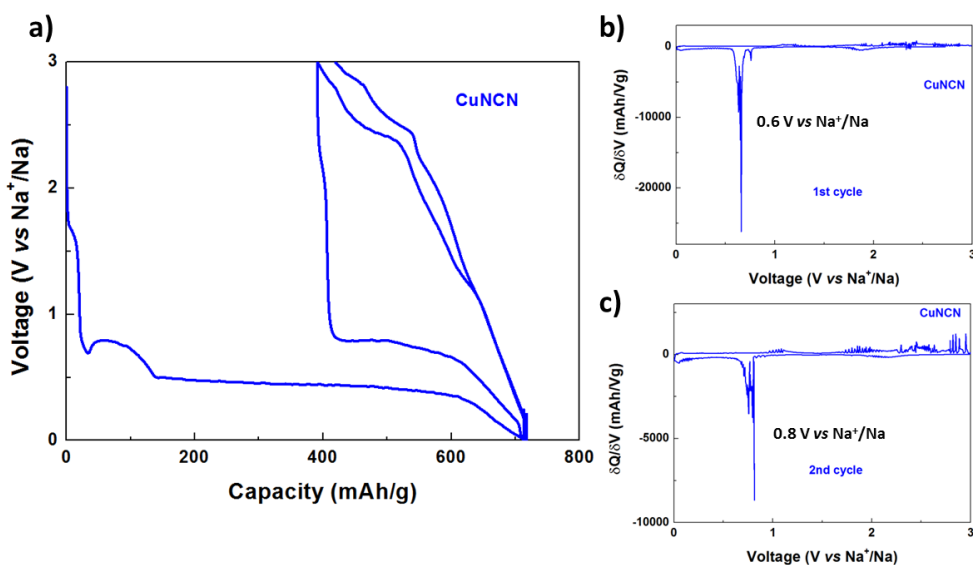 a)
3
2
1
0
Voltage (V vs Na⁺/Na)
CuNCN
0
200
400
600
800
Capacity (mAh/g)
b)
0
-10000
-20000
δQ/δV (mAh/Vg)
CuNCN
0.6 V vs Na⁺/Na
1st cycle
0
1
2
3
Voltage (V vs Na⁺/Na)
c)
CuNCN
0
-5000
-10000
δQ/δV (mAh/Vg)
0.8 V vs Na⁺/Na
2nd cycle
0
1
2
3
Voltage (V vs Na⁺/Na)